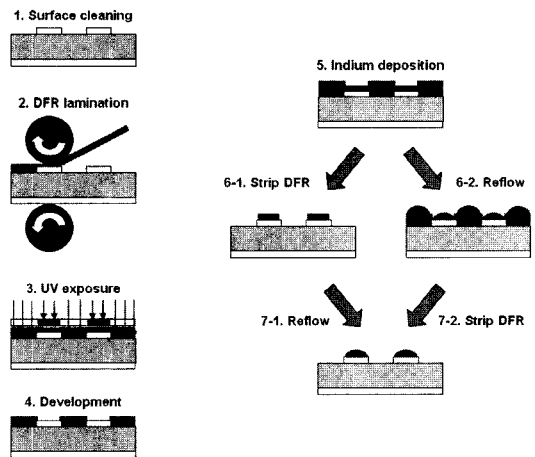 1. Surface cleaning
2. DFR lamination
3. UV exposure
4. Development
5. Indium deposition
6-1. Strip DFR
6-2. Reflow
7-1. Reflow
7-2. Strip DFR